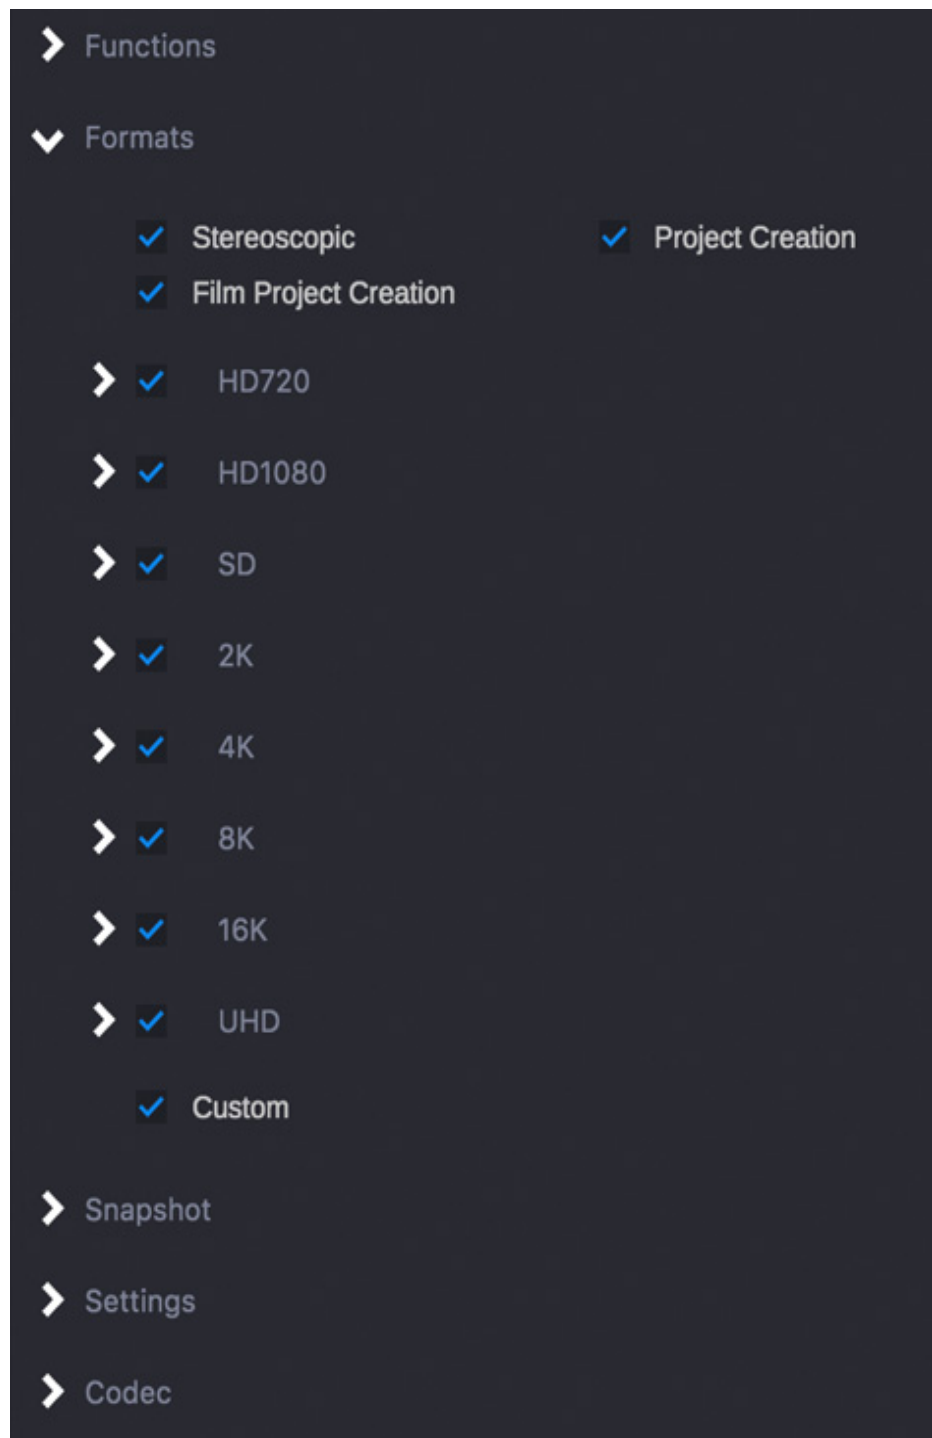 Functions
Formats
Stereoscopic Project Creation
Film Project Creation
HD720
HD1080
SD
2K
4K
8K
16K
UHD
Custom
Snapshot
Settings
Codec